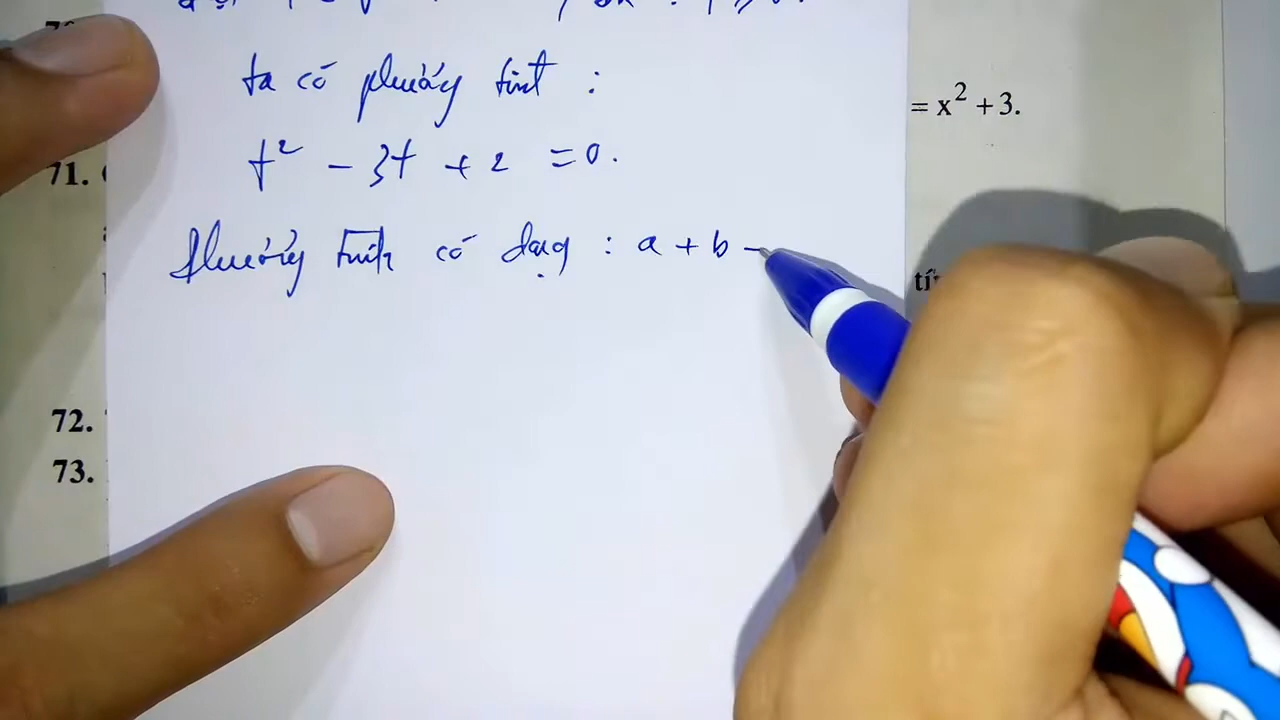 ta có phương trình :
t² - 3t + 2 = 0.
phương trình có dạng : a + b -
= x² + 3.
71.
72.
73.